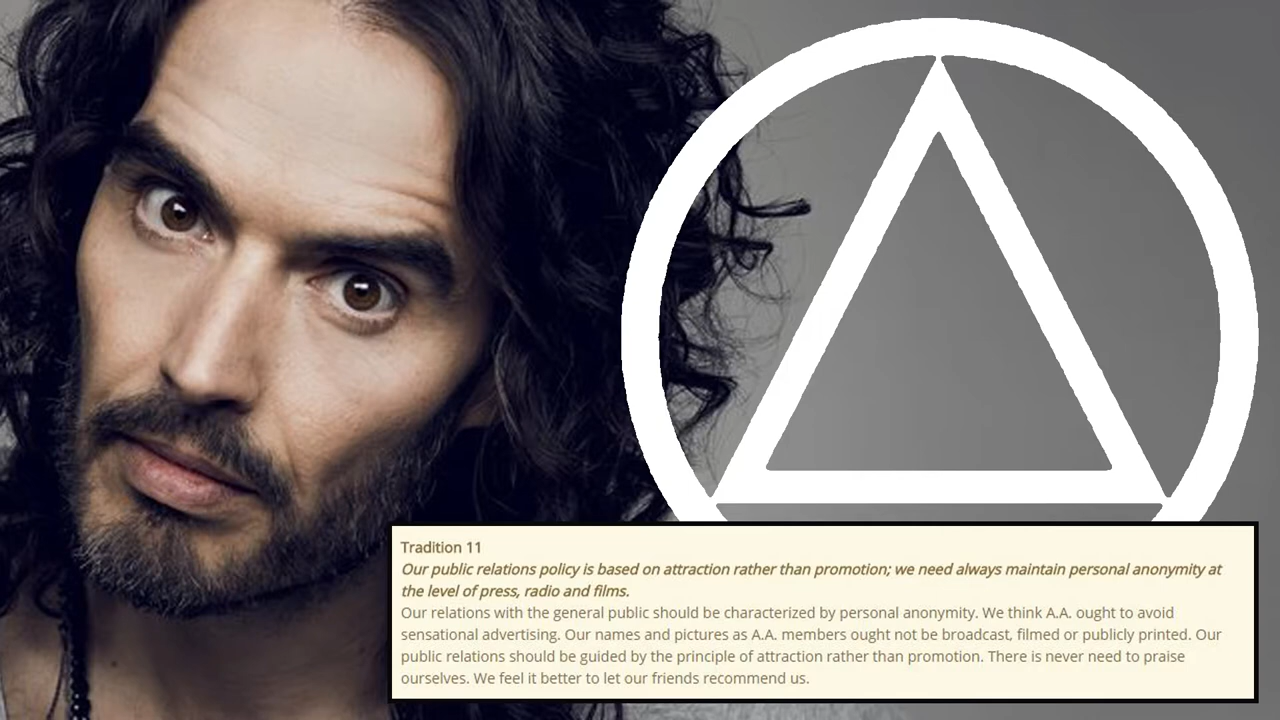 Tradition 11
Our public relations policy is based on attraction rather than promotion; we need always maintain personal anonymity at
the level of press, radio and films.
Our relations with the general public should be characterized by personal anonymity. We think A.A. ought to avoid
sensational advertising. Our names and pictures as A.A. members ought not be broadcast, filmed or publicly printed. Our
public relations should be guided by the principle of attraction rather than promotion. There is never need to praise
ourselves. We feel it better to let our friends recommend us.